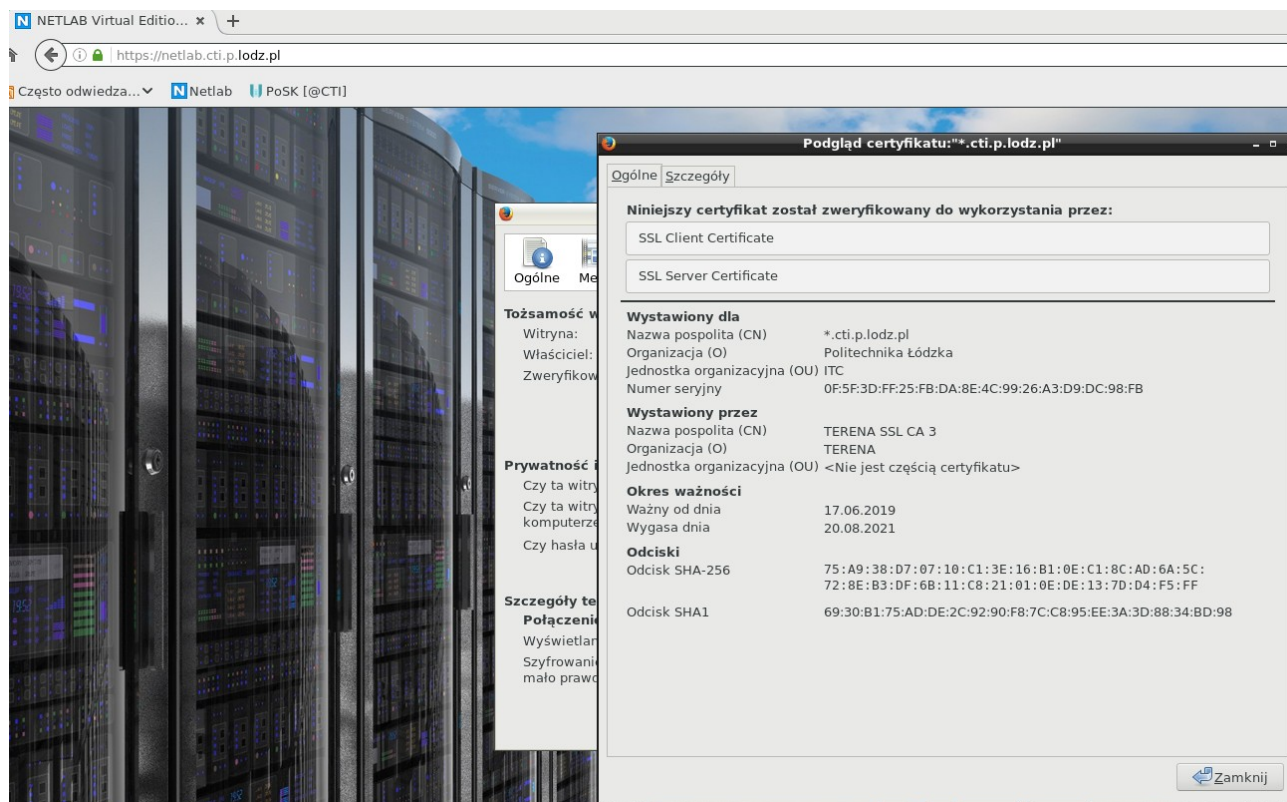 NETLAB Virtual Editio... ×
https://netlab.cti.p.lodz.pl
Często odwiedza...
Netlab
PoSK [@CTI]
Podgląd certyfikatu:"*.cti.p.lodz.pl"
Ogólne Szczegóły
Niniejszy certyfikat został zweryfikowany do wykorzystania przez:
SSL Client Certificate
SSL Server Certificate
Wystawiony dla
Nazwa pospolita (CN) *.cti.p.lodz.pl
Organizacja (O) Politechnika Łódzka
Jednostka organizacyjna (OU) ITC
Numer seryjny 0F:5F:3D:FF:25:FB:DA:8E:4C:99:26:A3:D9:DC:98:FB
Wystawiony przez
Nazwa pospolita (CN) TERENA SSL CA 3
Organizacja (O) TERENA
Jednostka organizacyjna (OU) <Nie jest częścią certyfikatu>
Okres ważności
Ważny od dnia 17.06.2019
Wygasa dnia 20.08.2021
Odciski
Odcisk SHA-256 75:A9:38:D7:07:10:C1:3E:16:B1:0E:C1:8C:AD:6A:5C:
72:8E:B3:DF:6B:11:C8:21:01:0E:DE:13:7D:D4:F5:FF
Odcisk SHA1 69:30:B1:75:AD:DE:2C:92:90:F8:7C:C8:95:EE:3A:3D:88:34:BD:98
Zamknij
Ogólne Me
Tożsamość w
Witryna:
Właściciel:
Zweryfikow
Prywatność i
Czy ta witry
Czy ta witry
komputerze
Czy hasła u
Szczegóły te
Połączenie
Wyświetlan
Szyfrowanie
mało prawd